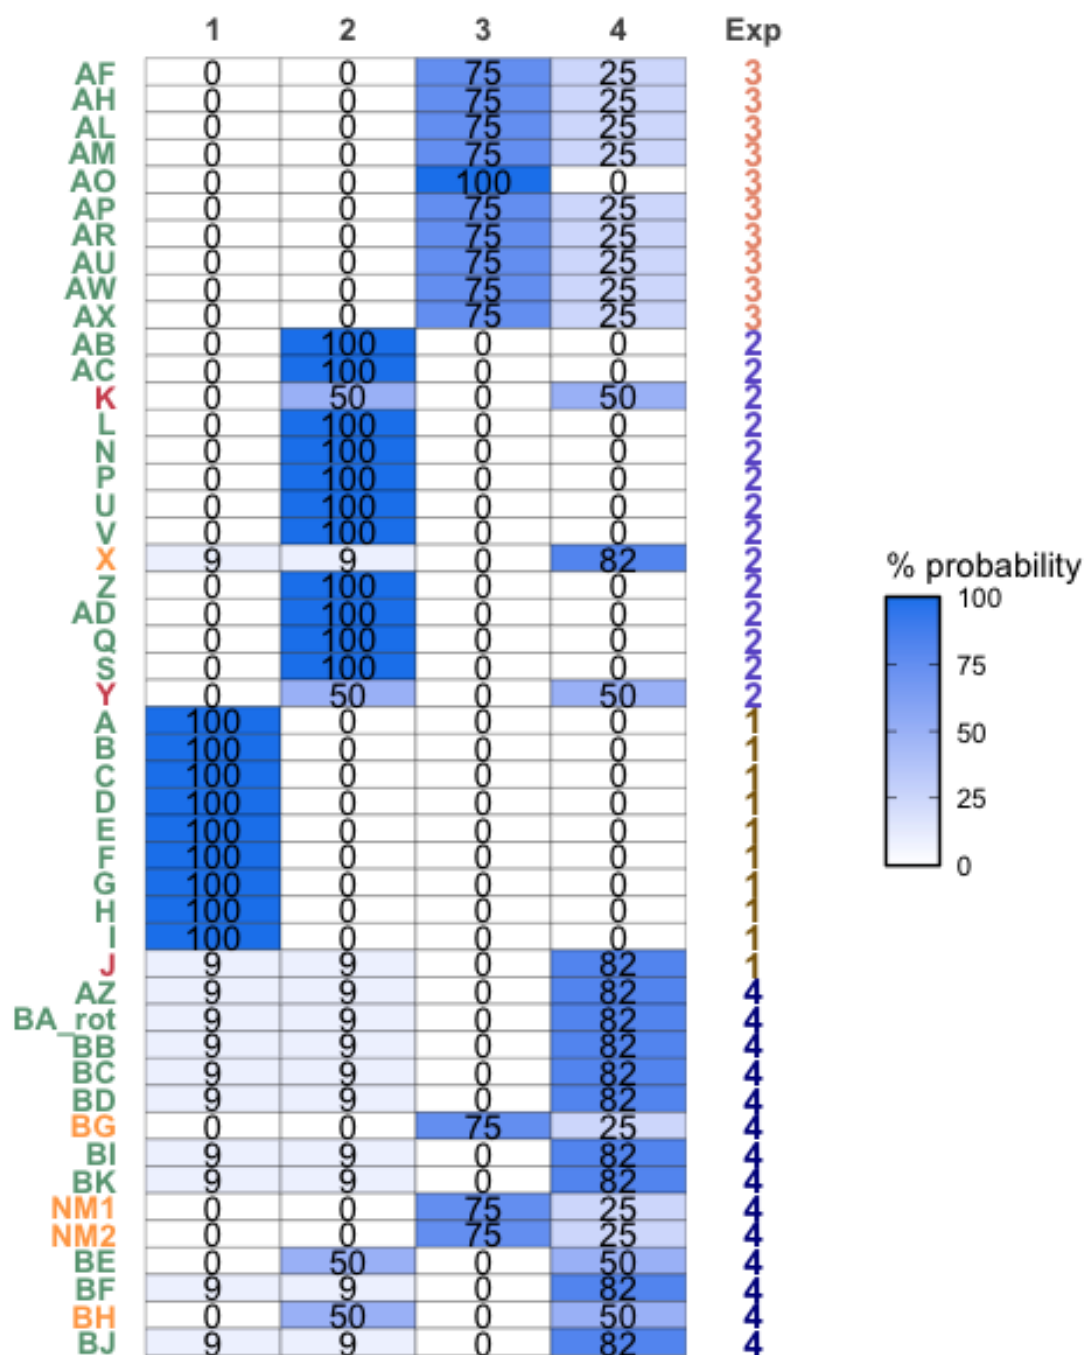 1 2 3 4 Exp
AF 0 0 75 25 3
AH 0 0 75 25 3
AL 0 0 75 25 3
AM 0 0 75 25 3
AO 0 0 100 0 3
AP 0 0 75 25 3
AR 0 0 75 25 3
AU 0 0 75 25 3
AW 0 0 75 25 3
AX 0 0 75 25 3
AB 0 100 0 0 2
AC 0 100 0 0 2
K 0 50 0 50 2
L 0 100 0 0 2
N 0 100 0 0 2
P 0 100 0 0 2
U 0 100 0 0 2
V 0 100 0 0 2
X 9 9 0 82 2
Z 0 100 0 0 2
AD 0 100 0 0 2
Q 0 100 0 0 2
S 0 100 0 0 2
Y 0 50 0 50 2
A 100 0 0 0 1
B 100 0 0 0 1
C 100 0 0 0 1
D 100 0 0 0 1
E 100 0 0 0 1
F 100 0 0 0 1
G 100 0 0 0 1
H 100 0 0 0 1
I 100 0 0 0 1
J 9 9 0 82 1
AZ 9 9 0 82 4
BA_rot 9 9 0 82 4
BB 9 9 0 82 4
BC 9 9 0 82 4
BD 9 9 0 82 4
BG 0 0 75 25 4
BI 9 9 0 82 4
BK 9 9 0 82 4
NM1 0 0 75 25 4
NM2 0 0 75 25 4
BE 0 50 0 50 4
BF 9 9 0 82 4
BH 0 50 0 50 4
BJ 9 9 0 82 4
% probability
100
75
50
25
0